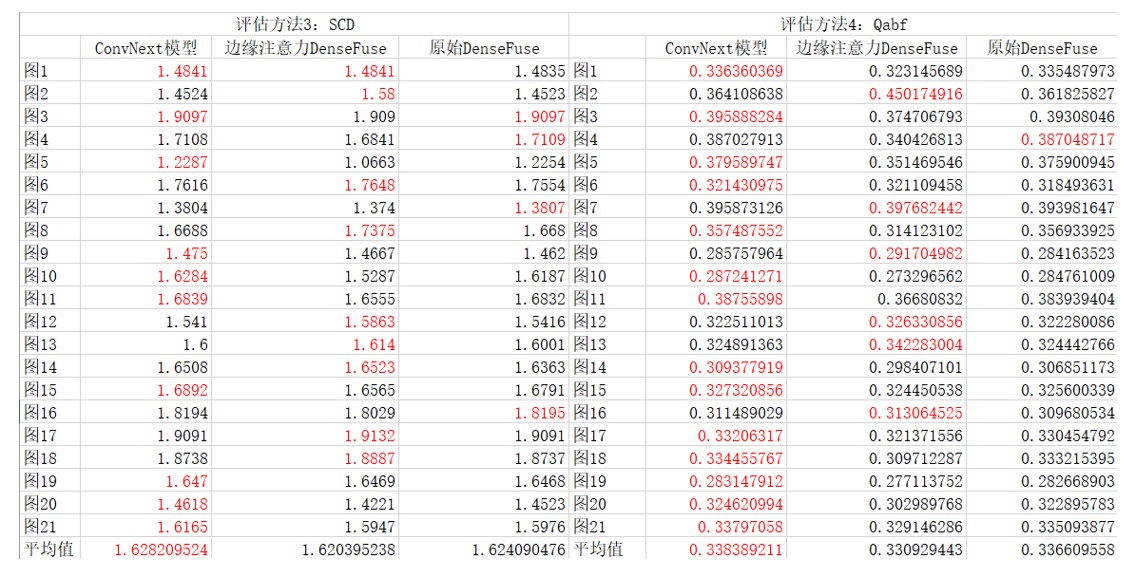 评估方法3: SCD 评估方法4: Qabf
ConvNext模型 边缘注意力DenseFuse 原始DenseFuse ConvNext模型 边缘注意力DenseFuse 原始DenseFuse
图1 1.4841 1.4841 1.4835 图1 0.336360369 0.323145689 0.335487973
图2 1.4524 1.58 1.4523 图2 0.364108638 0.450174916 0.361825827
图3 1.9097 1.909 1.9097 图3 0.395888284 0.374706793 0.39308046
图4 1.7108 1.6841 1.7109 图4 0.387027913 0.340426813 0.387048717
图5 1.2287 1.0663 1.2254 图5 0.379589747 0.351469546 0.375900945
图6 1.7616 1.7648 1.7554 图6 0.321430975 0.321109458 0.318493631
图7 1.3804 1.374 1.3807 图7 0.395873126 0.397682442 0.393981647
图8 1.6688 1.7375 1.668 图8 0.357487552 0.314123102 0.356933925
图9 1.475 1.4667 1.462 图9 0.285757964 0.291704982 0.284163523
图10 1.6284 1.5287 1.6187 图10 0.287241271 0.273296562 0.284761009
图11 1.6839 1.6555 1.6832 图11 0.38755898 0.36680832 0.383939404
图12 1.541 1.5863 1.5416 图12 0.322511013 0.326330856 0.322280086
图13 1.6 1.614 1.6001 图13 0.324891363 0.342283004 0.324442766
图14 1.6508 1.6523 1.6363 图14 0.309377919 0.298407101 0.306851173
图15 1.6892 1.6565 1.6791 图15 0.327320856 0.324450538 0.325600339
图16 1.8194 1.8029 1.8195 图16 0.311489029 0.313064525 0.309680534
图17 1.9091 1.9132 1.9091 图17 0.33206317 0.321371556 0.330454792
图18 1.8738 1.8887 1.8737 图18 0.334455767 0.309712287 0.333215395
图19 1.647 1.6469 1.6468 图19 0.283147912 0.277113752 0.282668903
图20 1.4618 1.4221 1.4523 图20 0.324620994 0.302989768 0.322895783
图21 1.6165 1.5947 1.5976 图21 0.33797058 0.329146286 0.335093877
平均值 1.628209524 1.620395238 1.624090476 平均值 0.338389211 0.330929443 0.336609558